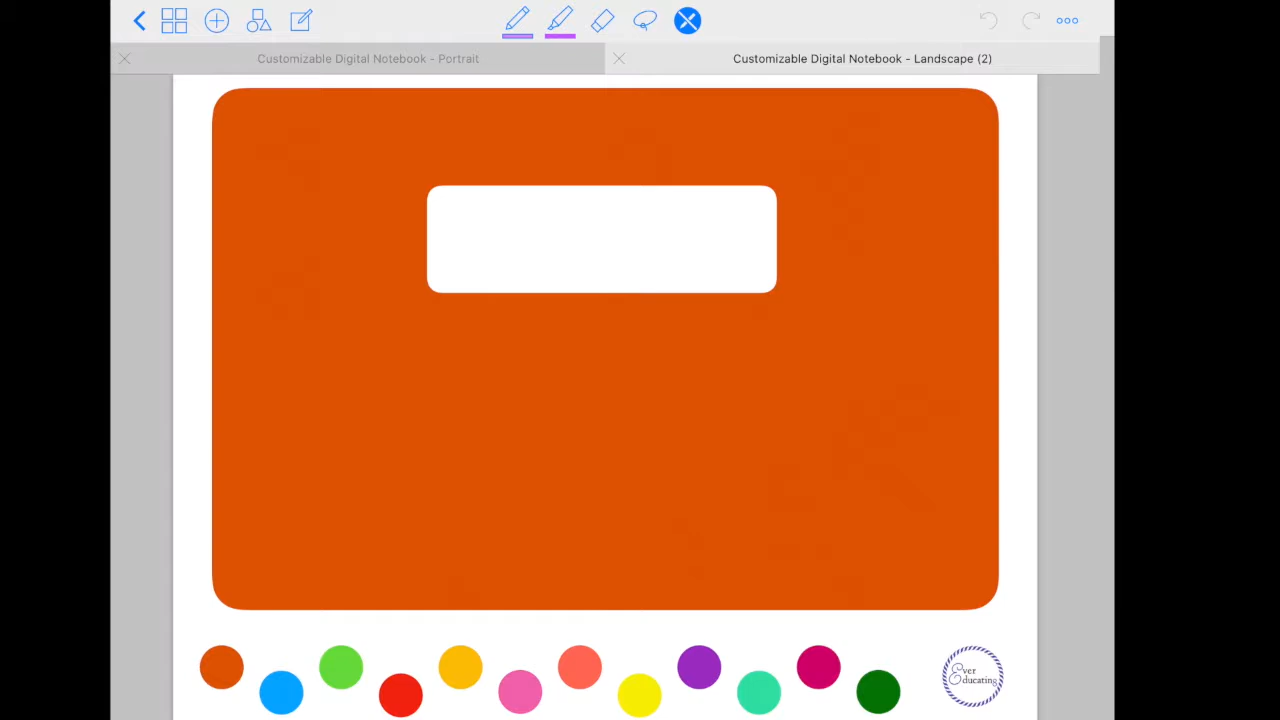 Customizable Digital Notebook - Portrait
Customizable Digital Notebook - Landscape (2)
Ever
Educating